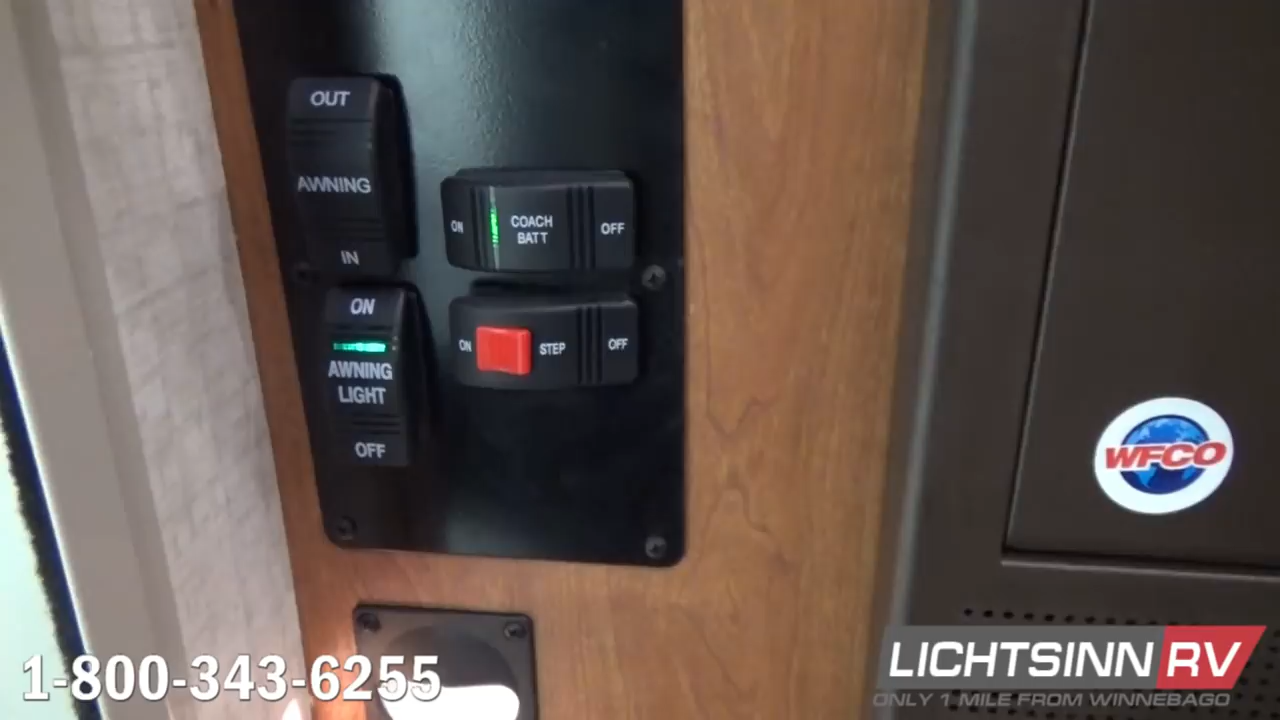 OUT
AWNING
IN
ON
AWNING
LIGHT
OFF
ON
COACH
BATT
OFF
ON
STEP
OFF
WFCO
1-800-343-6255
LICHTSINN RV
ONLY 1 MILE FROM WINNEBAGO